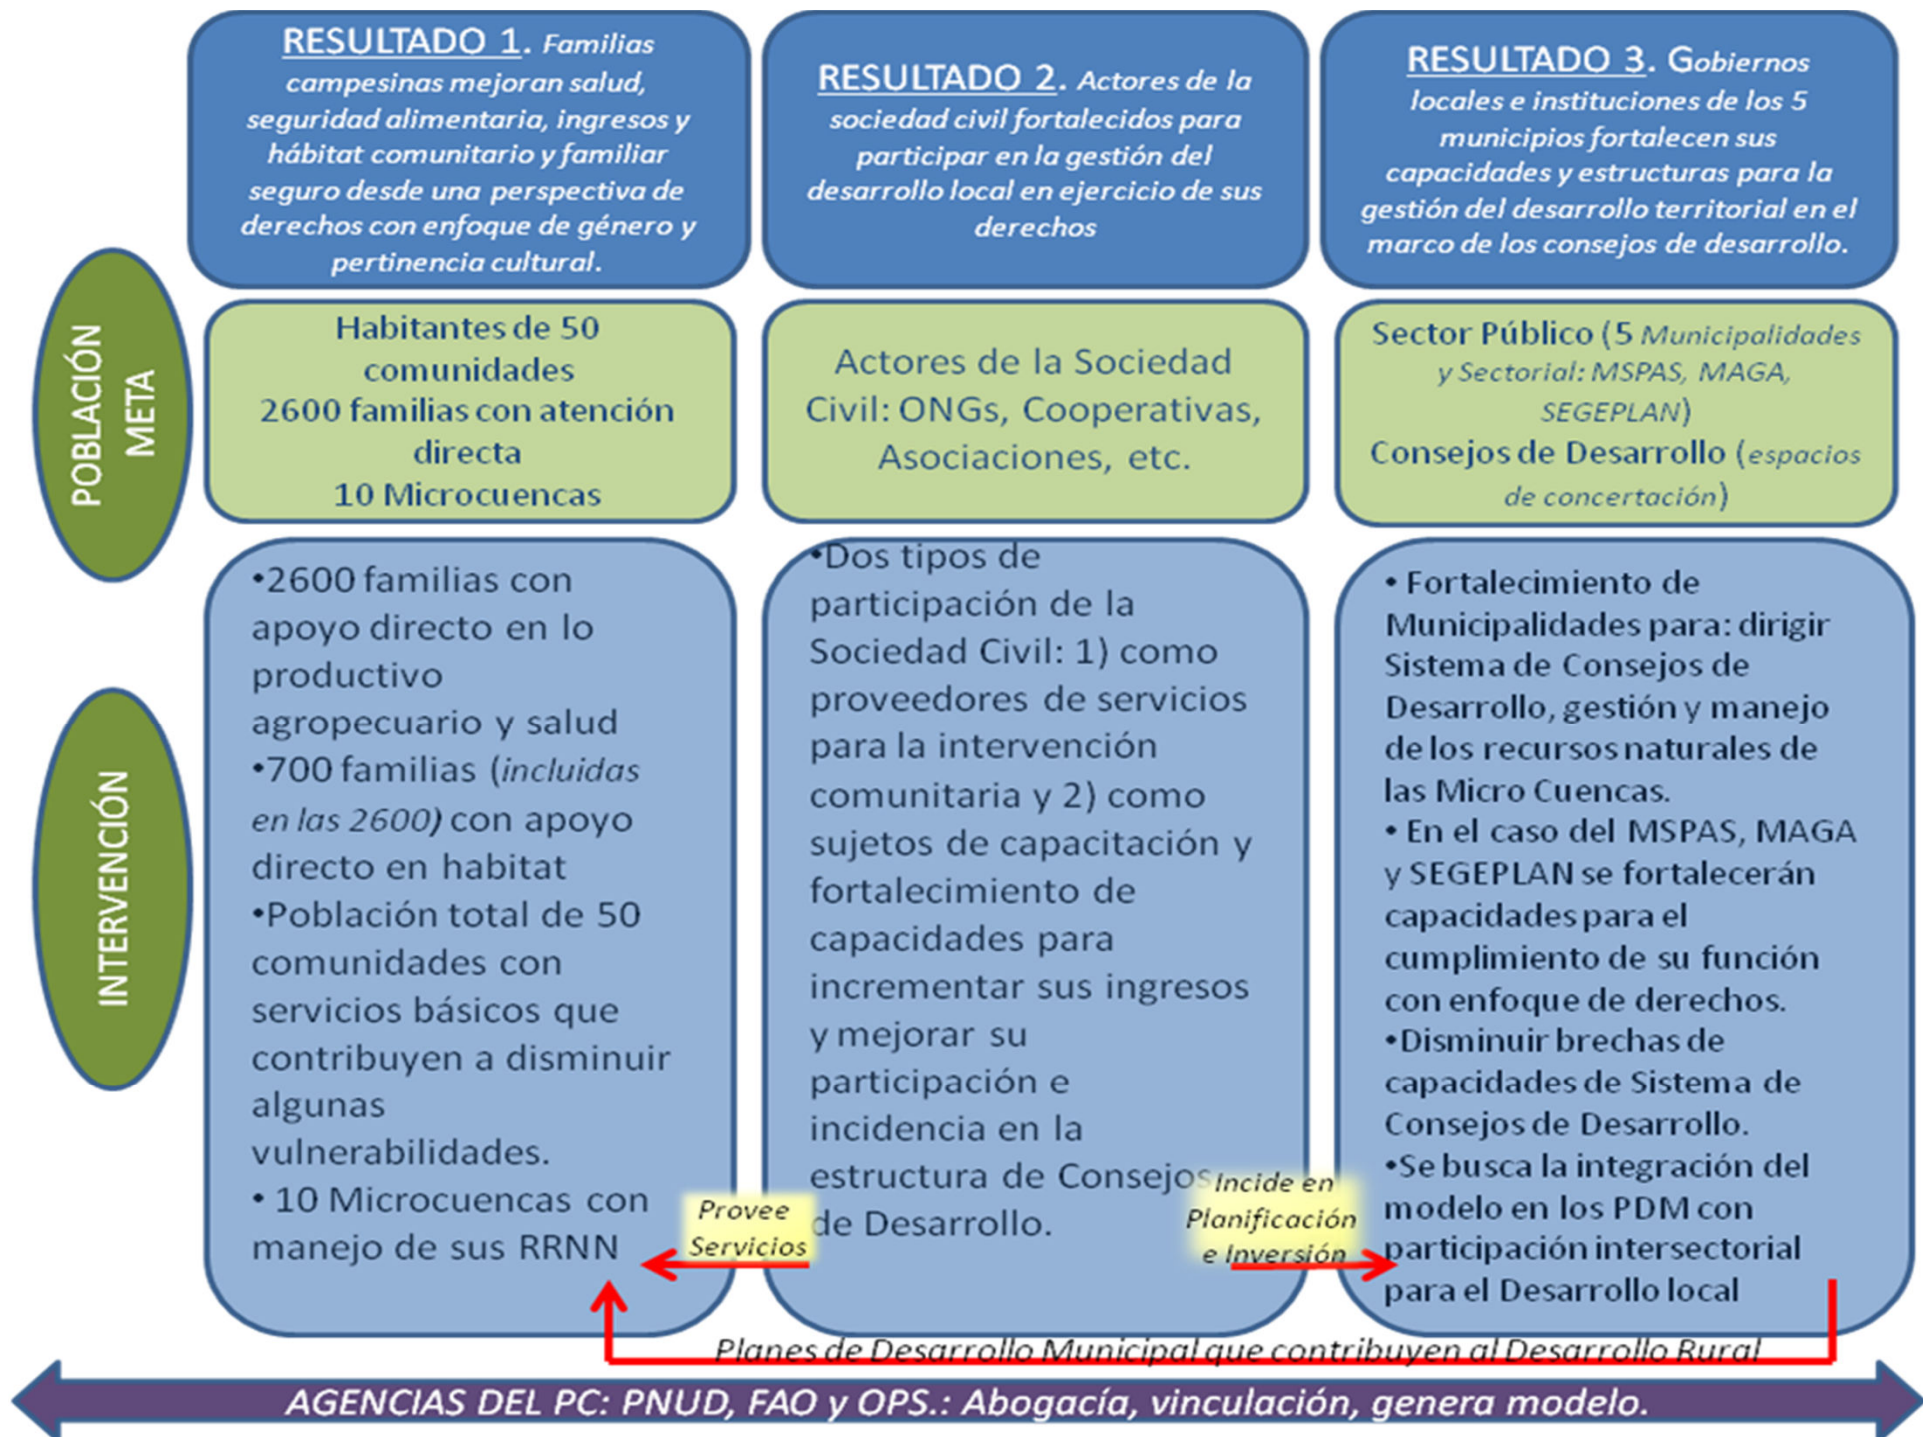 RESULTADO 1. Familias
campesinas mejoran salud,
seguridad alimentaria, ingresos y
hábitat comunitario y familiar
seguro desde una perspectiva de
derechos con enfoque de género y
pertinencia cultural.
RESULTADO 2. Actores de la
sociedad civil fortalecidos para
participar en la gestión del
desarrollo local en ejercicio de sus
derechos
RESULTADO 3. Gobiernos
locales e instituciones de los 5
municipios fortalecen sus
capacidades y estructuras para la
gestión del desarrollo territorial en el
marco de los consejos de desarrollo.
POBLACIÓN
META
Habitantes de 50
comunidades
2600 familias con atención
directa
10 Microcuencas
Actores de la Sociedad
Civil: ONGs, Cooperativas,
Asociaciones, etc.
Sector Público (5 Municipalidades
y Sectorial: MSPAS, MAGA,
SEGEPLAN)
Consejos de Desarrollo (espacios
de concertación)
INTERVENCIÓN
•2600 familias con
apoyo directo en lo
productivo
agropecuario y salud
•700 familias (incluidas
en las 2600) con apoyo
directo en habitat
•Población total de 50
comunidades con
servicios básicos que
contribuyen a disminuir
algunas
vulnerabilidades.
• 10 Microcuencas con
manejo de sus RRNN
•Dos tipos de
participación de la
Sociedad Civil: 1) como
proveedores de servicios
para la intervención
comunitaria y 2) como
sujetos de capacitación y
fortalecimiento de
capacidades para
incrementar sus ingresos
y mejorar su
participación e
incidencia en la
estructura de Consejos
de Desarrollo.
• Fortalecimiento de
Municipalidades para: dirigir
Sistema de Consejos de
Desarrollo, gestión y manejo
de los recursos naturales de
las Micro Cuencas.
• En el caso del MSPAS, MAGA
y SEGEPLAN se fortalecerán
capacidades para el
cumplimiento de su función
con enfoque de derechos.
•Disminuir brechas de
capacidades de Sistema de
Consejos de Desarrollo.
•Se busca la integración del
modelo en los PDM con
participación intersectorial
para el Desarrollo local
Provee
Servicios
Incide en
Planificación
e Inversión
Planes de Desarrollo Municipal que contribuyen al Desarrollo Rural
AGENCIAS DEL PC: PNUD, FAO y OPS.: Abogacía, vinculación, genera modelo.